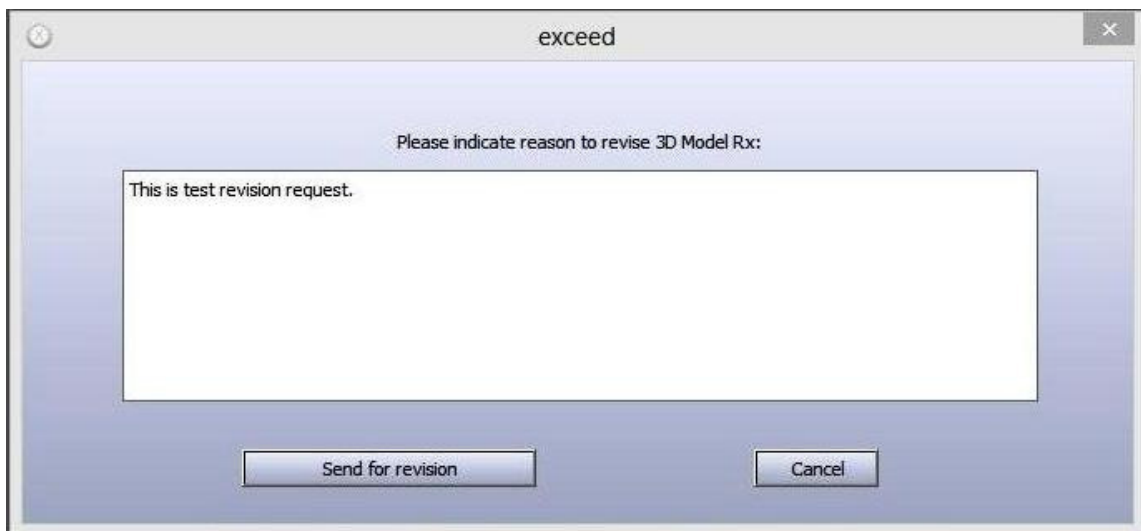 exceed
Please indicate reason to revise 3D Model Rx:
This is test revision request.
Send for revision
Cancel